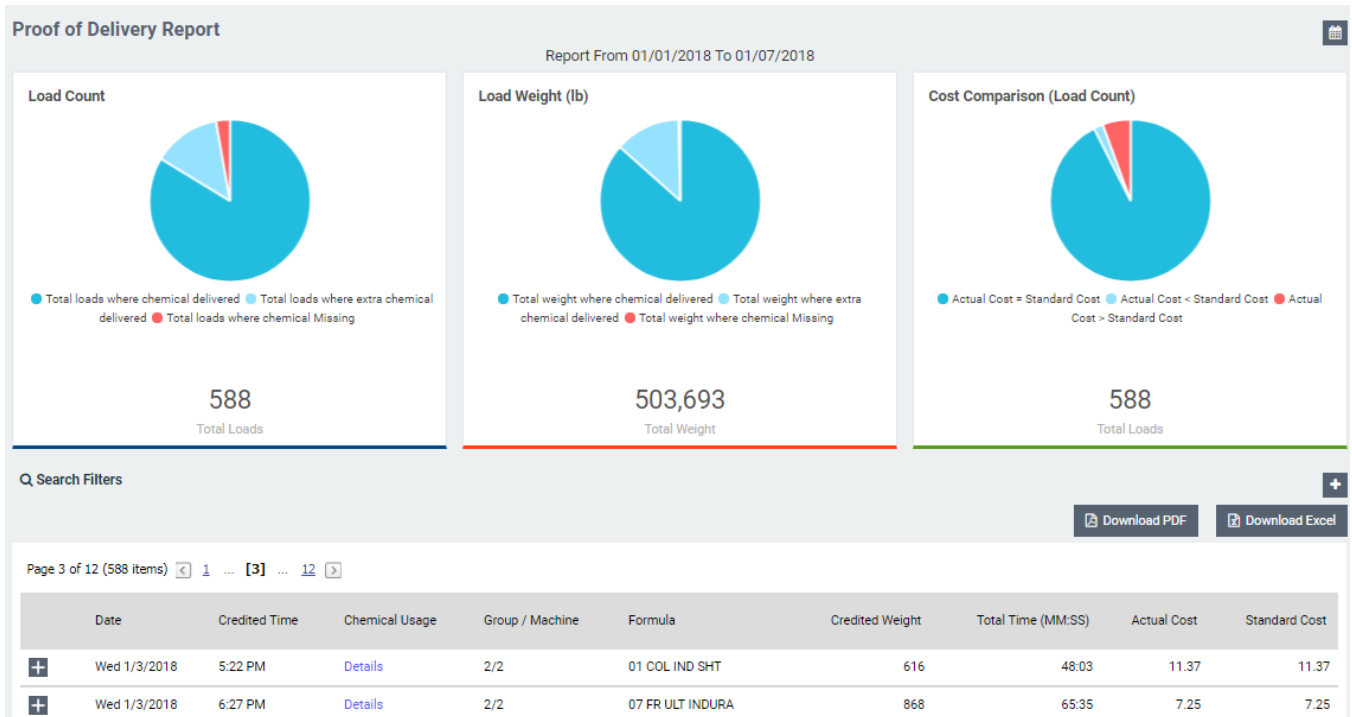 Proof of Delivery Report
Report From 01/01/2018 To 01/07/2018
Load Count
Total loads where chemical delivered Total loads where extra chemical
delivered Total loads where chemical Missing
588
Total Loads
Load Weight (lb)
Total weight where chemical delivered Total weight where extra
chemical delivered Total weight where chemical Missing
503,693
Total Weight
Cost Comparison (Load Count)
Actual Cost = Standard Cost Actual Cost < Standard Cost Actual
Cost > Standard Cost
588
Total Loads
Search Filters
Download PDF Download Excel
Page 3 of 12 (588 items) < 1 ... [3] ... 12 >
Date Credited Time Chemical Usage Group / Machine Formula Credited Weight Total Time (MM:SS) Actual Cost Standard Cost
Wed 1/3/2018 5:22 PM Details 2/2 01 COL IND SHT 616 48:03 11.37 11.37
Wed 1/3/2018 6:27 PM Details 2/2 07 FR ULT INDURA 868 65:35 7.25 7.25